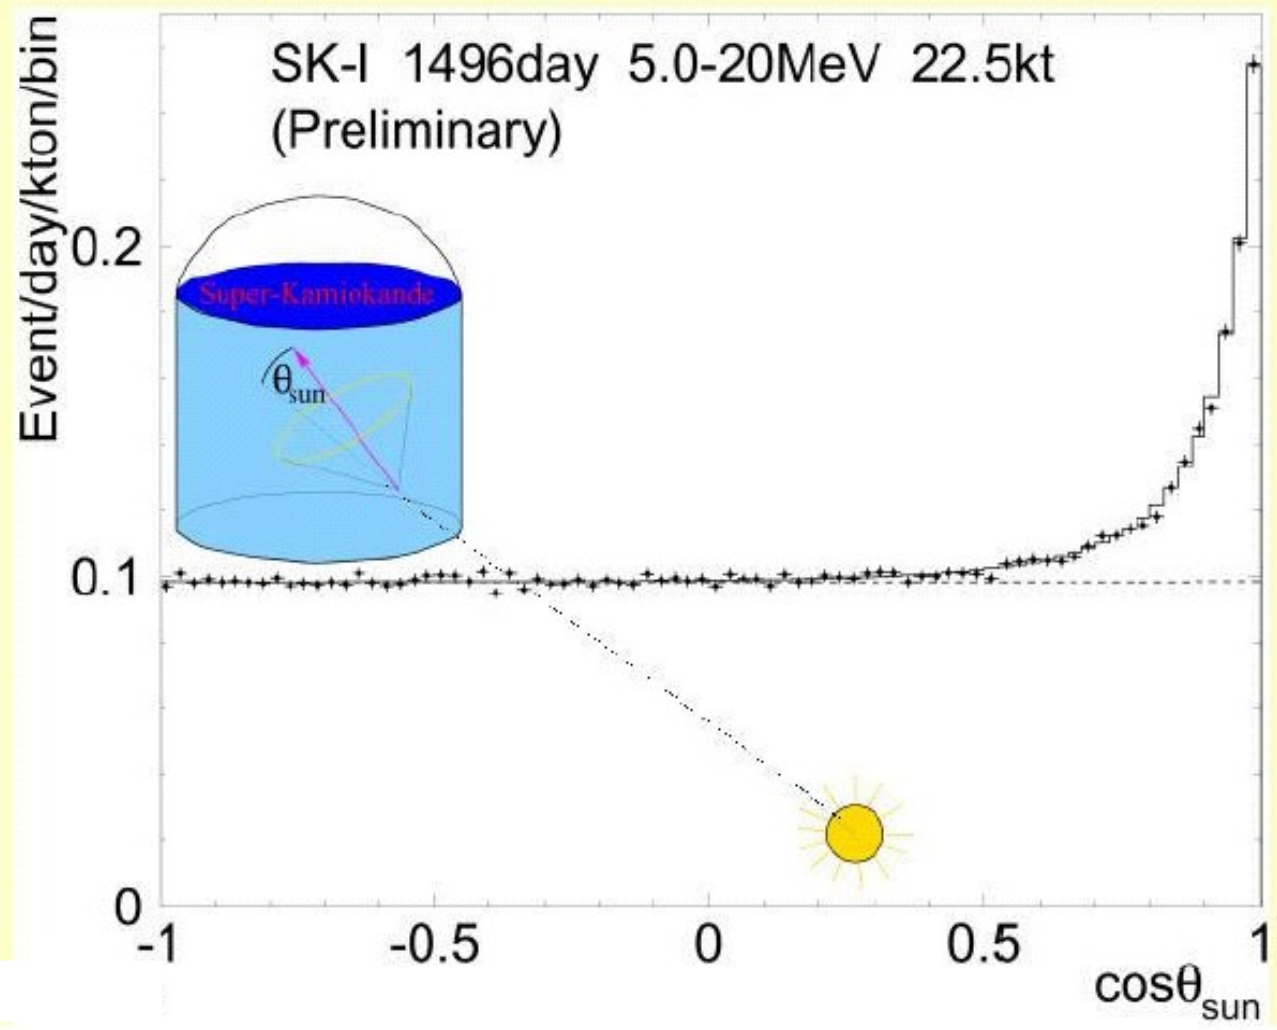 SK-I 1496day 5.0-20MeV 22.5kt
(Preliminary)
Event/day/kton/bin
0.2
Super-Kamiokande
θsun
0.1
0
-1 -0.5 0 0.5 1
cosθsun